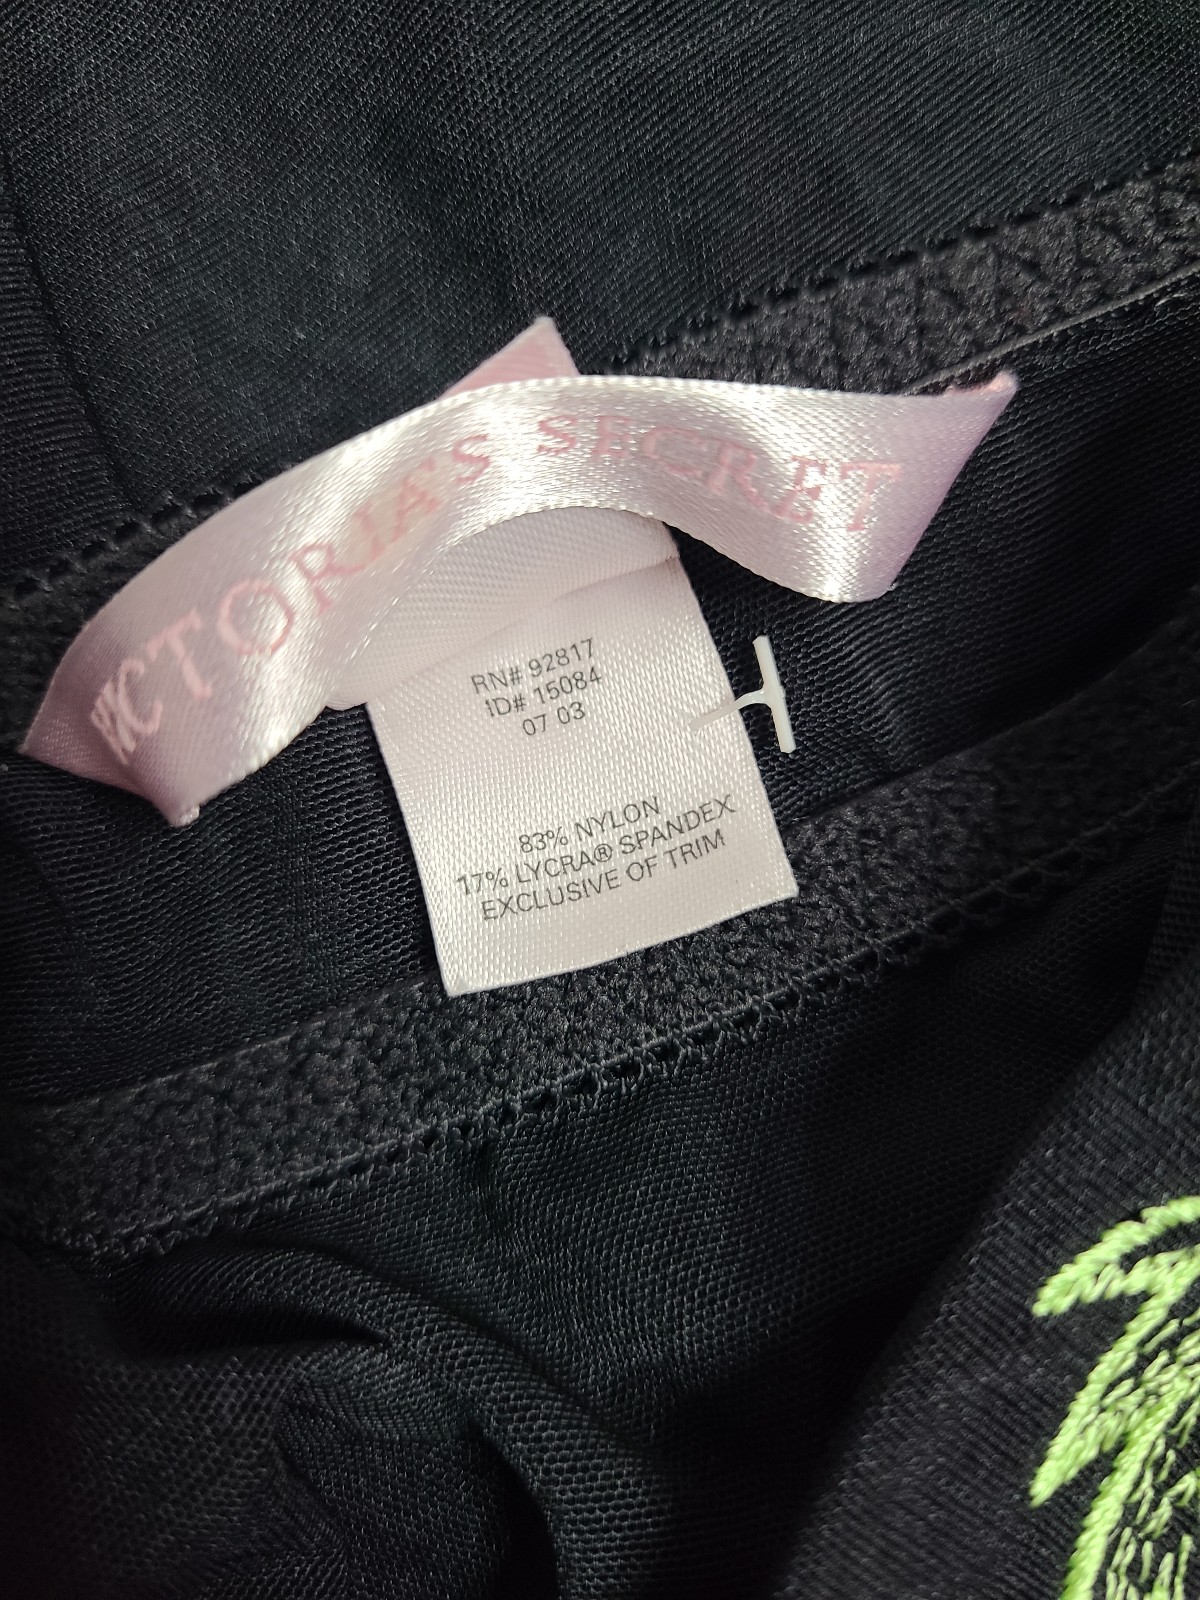 VICTORIA'S SECRET
RN# 92817
ID# 15084
07 03
83% NYLON
17% LYCRA® SPANDEX
EXCLUSIVE OF TRIM